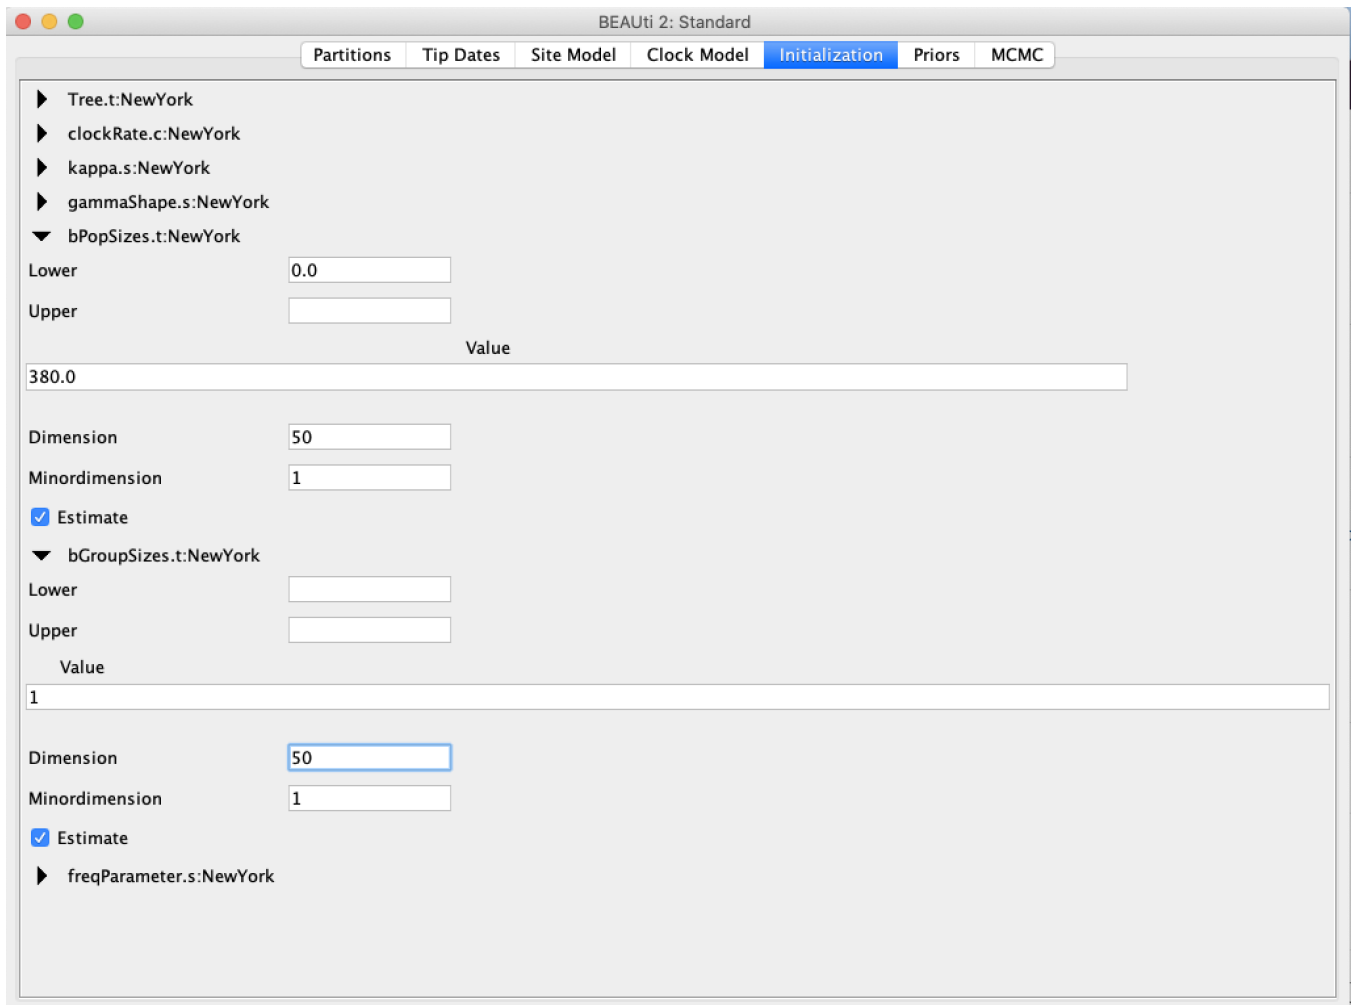 BEAUti 2: Standard
Partitions Tip Dates Site Model Clock Model Initialization Priors MCMC
Tree.t:NewYork
clockRate.c:NewYork
kappa.s:NewYork
gammaShape.s:NewYork
bPopSizes.t:NewYork
Lower 0.0
Upper
Value
380.0
Dimension 50
Minordimension 1
Estimate
bGroupSizes.t:NewYork
Lower
Upper
Value
1
Dimension 50
Minordimension 1
Estimate
freqParameter.s:NewYork